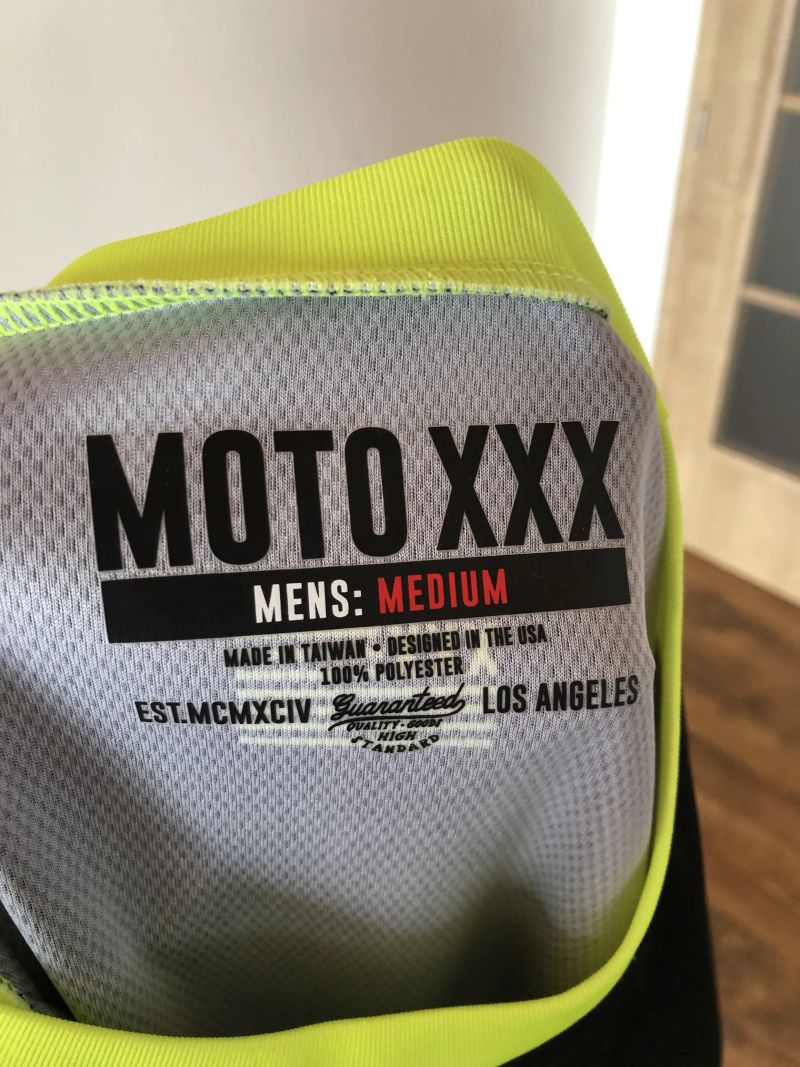 MOTO XXX
MENS: MEDIUM
MADE IN TAIWAN • DESIGNED IN THE USA
100% POLYESTER
EST.MCMXCIV Guaranteed LOS ANGELES
QUALITY • GOODS
HIGH
STANDARD